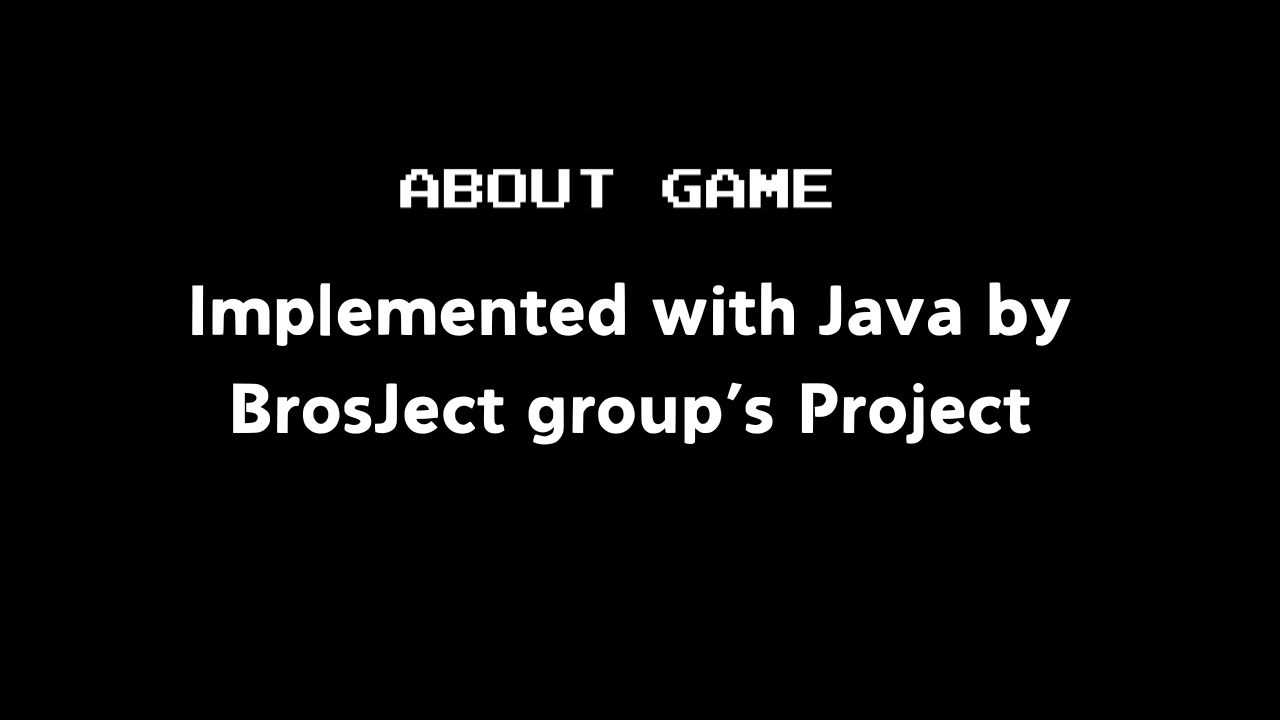 ABOUT GAME
Implemented with Java by
BrosJect group’s Project